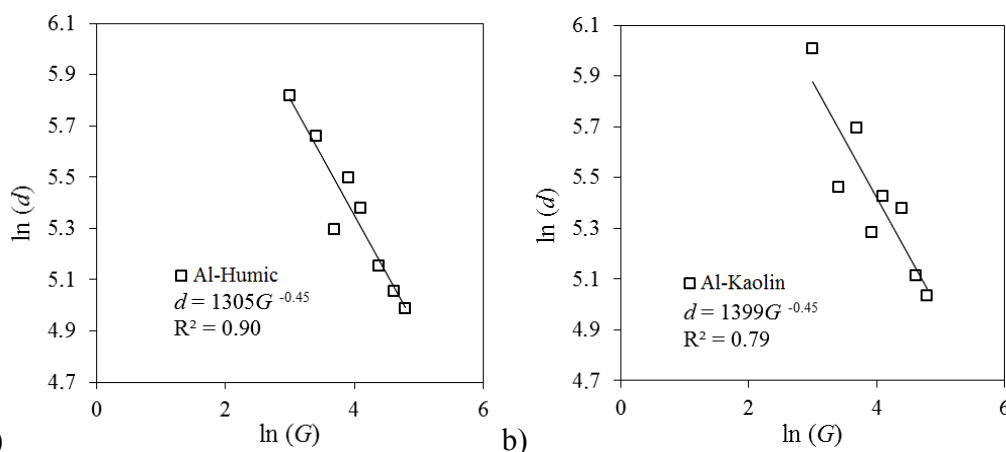 6.1
5.9
5.7
5.5
5.3
5.1
4.9
4.7
ln (d)
Al-Humic
d = 1305G -0.45
R² = 0.90
0 2 4 6
ln (G)
)
6.1
5.9
5.7
5.5
5.3
5.1
4.9
4.7
ln (d)
Al-Kaolin
d = 1399G -0.45
R² = 0.79
0 2 4 6
ln (G)
b)